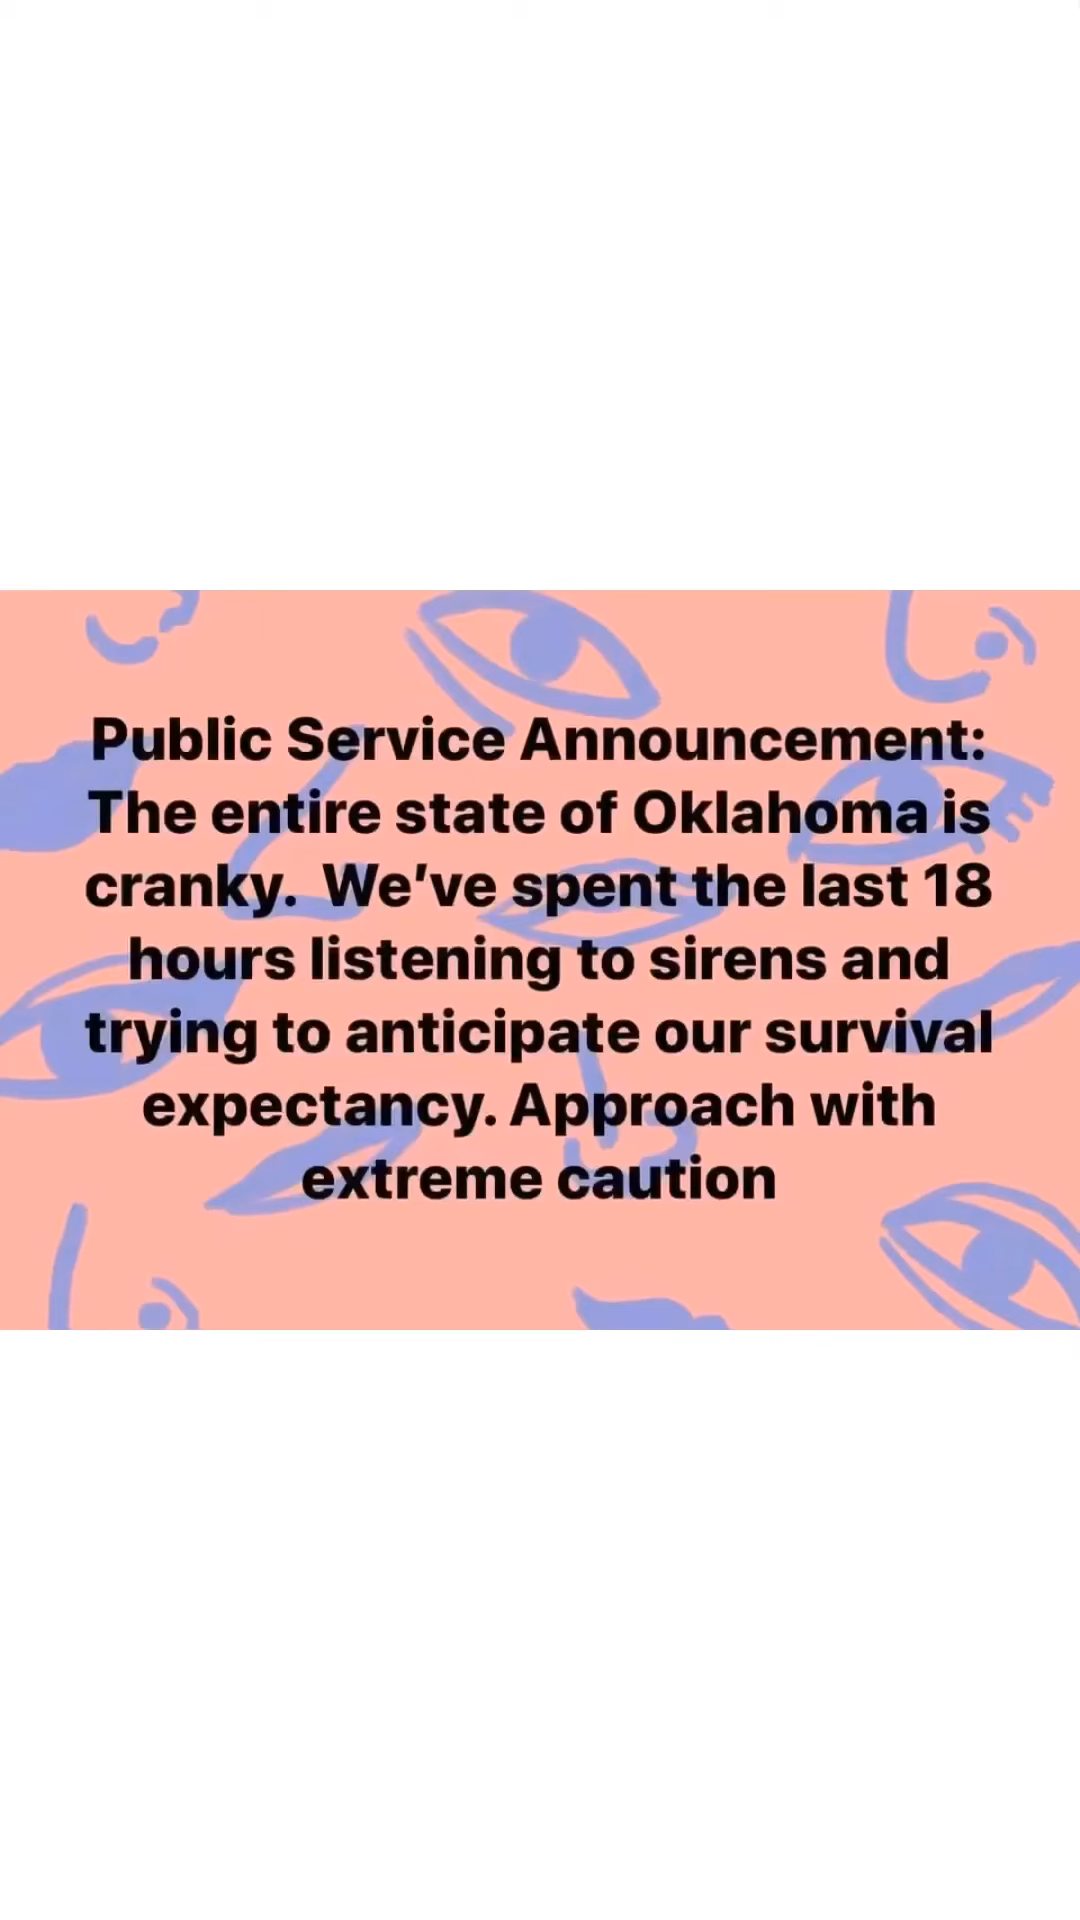 Public Service Announcement:
The entire state of Oklahoma is
cranky.  We’ve spent the last 18
hours listening to sirens and
trying to anticipate our survival
expectancy. Approach with
extreme caution